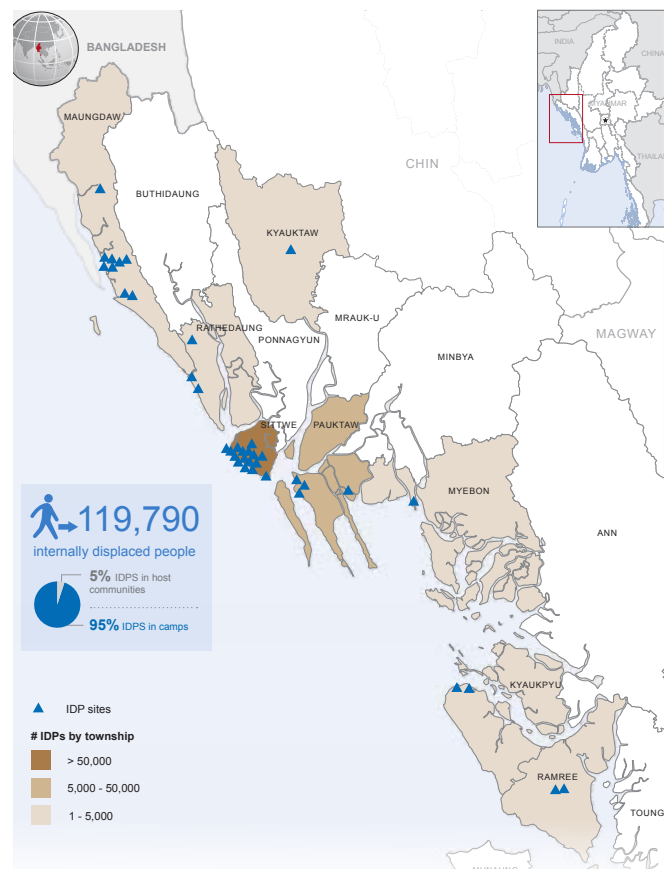 BANGLADESH
INDIA
CHINA
MYANMAR
THAILAND
MAUNGDAW
CHIN
BUTHIDAUNG
KYAUKTAW
MRAUK-U
RATHEDAUNG
PONNAGYUN
MAGWAY
MINBYA
SITTWE
PAUKTAW
MYEBON
ANN
119,790
internally displaced people
5% IDPS in host
communities
95% IDPS in camps
KYAUKPYU
IDP sites
# IDPs by township
> 50,000
5,000 - 50,000
1 - 5,000
RAMREE
TOUNG